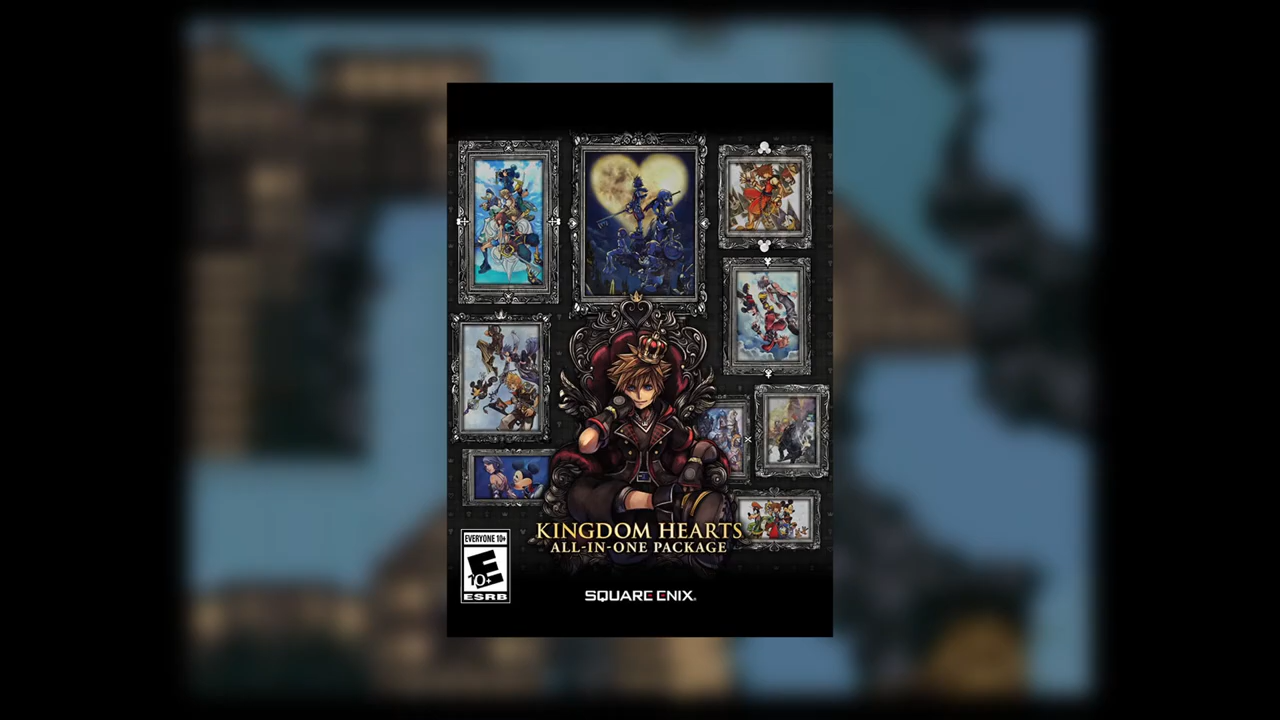 KINGDOM HEARTS
ALL-IN-ONE PACKAGE
EVERYONE 10+
E
10+
ESRB
SQUARE ENIX